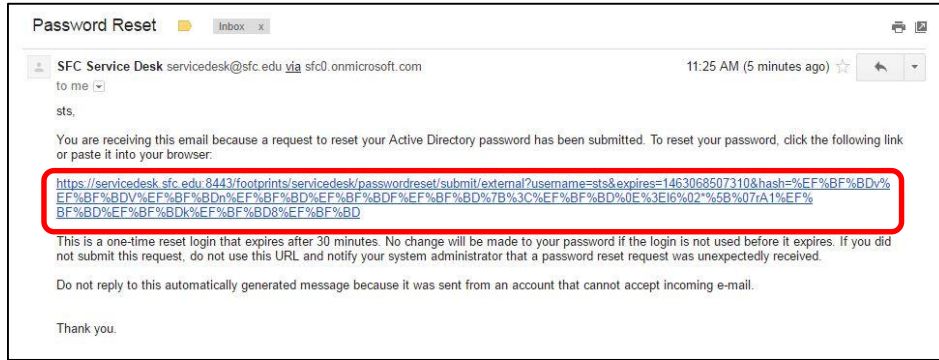 Password Reset Inbox x
SFC Service Desk servicedesk@sfc.edu via sfc0.onmicrosoft.com 11:25 AM (5 minutes ago)
to me
sts,
You are receiving this email because a request to reset your Active Directory password has been submitted. To reset your password, click the following link
or paste it into your browser:
https://servicedesk.sfc.edu:8443/footprints/servicedesk/passwordreset/submit/external?username=sts&expires=1463068507310&hash=%EF%BF%BDv%
EF%BF%BDV%EF%BF%BDn%EF%BF%BD%EF%BF%BDF%EF%BF%BD%7B%3C%EF%BF%BD%0E%3EI6%02*%5B%07rA1%EF%
BF%BD%EF%BF%BDk%EF%BF%BD8%EF%BF%BD
This is a one-time reset login that expires after 30 minutes. No change will be made to your password if the login is not used before it expires. If you did
not submit this request, do not use this URL and notify your system administrator that a password reset request was unexpectedly received.
Do not reply to this automatically generated message because it was sent from an account that cannot accept incoming e-mail.
Thank you.